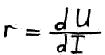 r = dU/dI